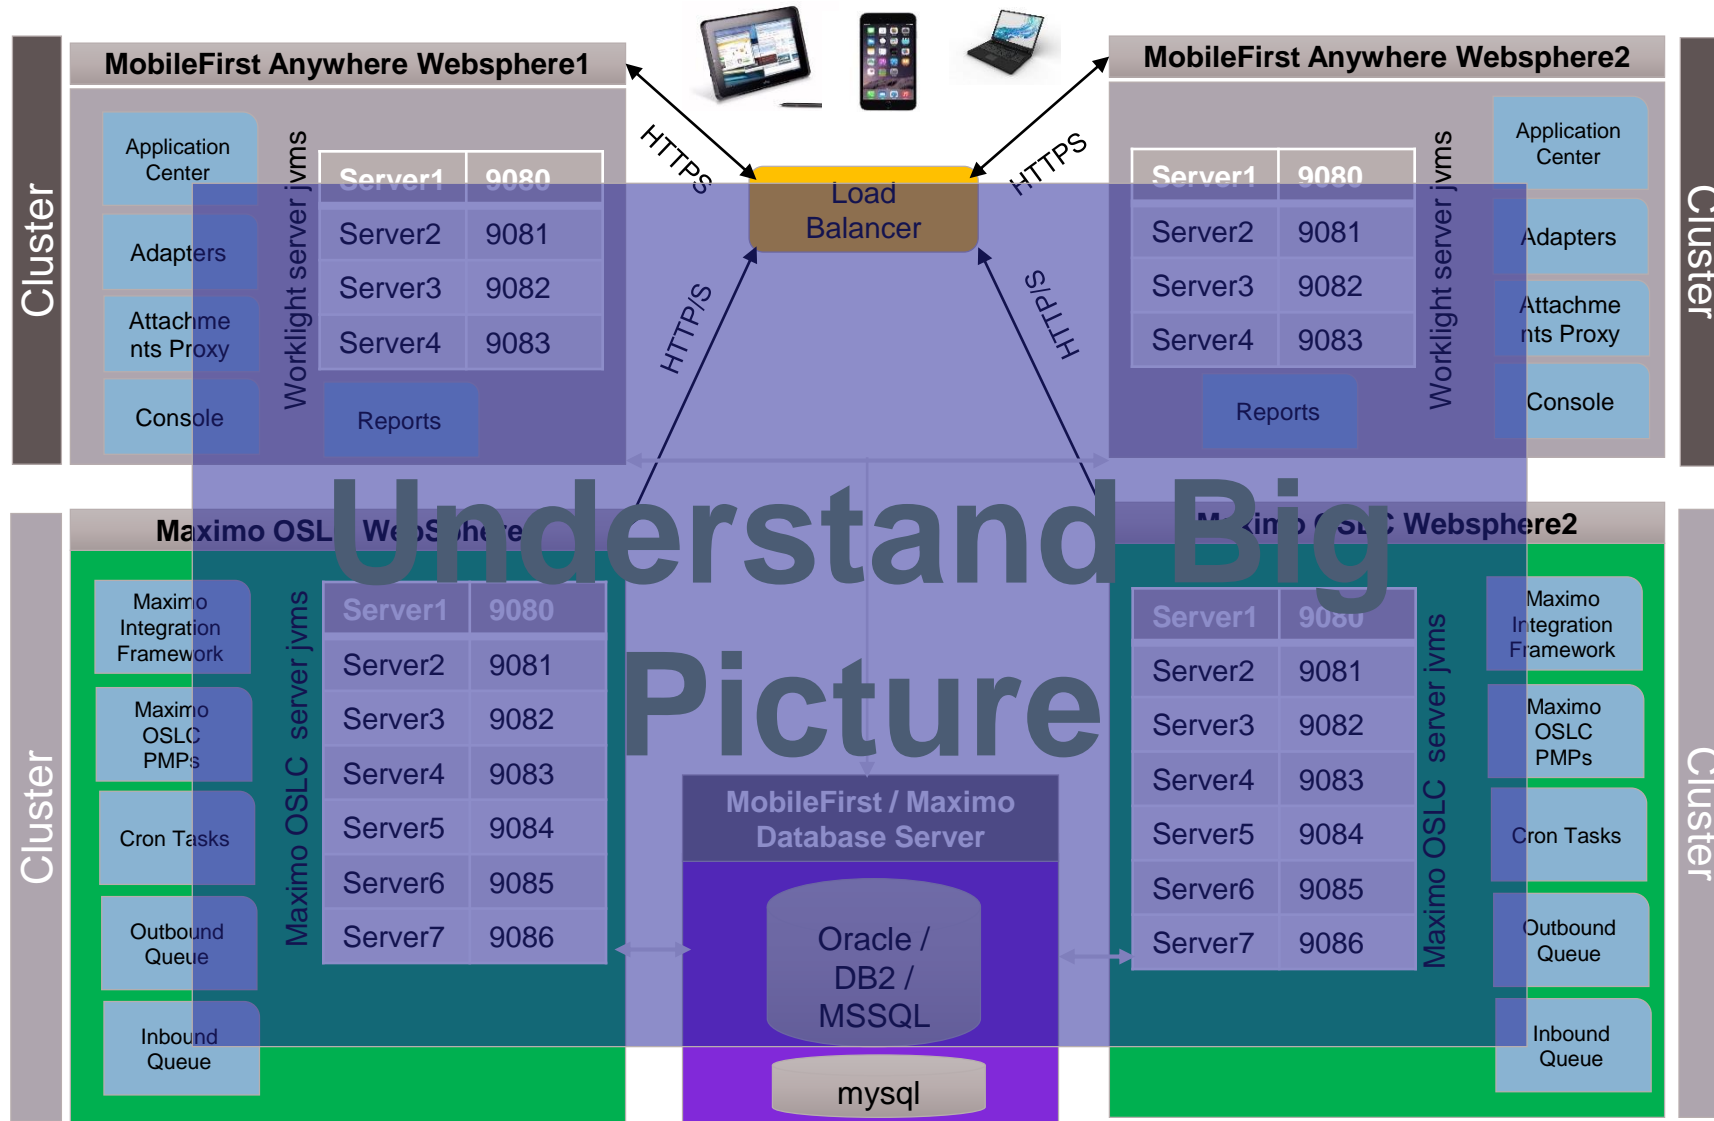 MobileFirst Anywhere Websphere1
Cluster
Application
Center
Adapters
Attachme
nts Proxy
Console
Worklight server jvms
Server1 9080
Server2 9081
Server3 9082
Server4 9083
Reports
HTTPS
Load
Balancer
HTTPS
HTTP/S
HTTP/S
MobileFirst Anywhere Websphere2
Server1 9080
Server2 9081
Server3 9082
Server4 9083
Reports
Worklight server jvms
Application
Center
Adapters
Attachme
nts Proxy
Console
Cluster
Understand Big
Picture
Maximo OSLC WebSphere1
Cluster
Maximo
Integration
Framework
Maximo
OSLC
PMPs
Cron Tasks
Outbound
Queue
Inbound
Queue
Maximo OSLC server jvms
Server1 9080
Server2 9081
Server3 9082
Server4 9083
Server5 9084
Server6 9085
Server7 9086
MobileFirst / Maximo
Database Server
Oracle /
DB2 /
MSSQL
mysql
Maximo OSLC Websphere2
Server1 9080
Server2 9081
Server3 9082
Server4 9083
Server5 9084
Server6 9085
Server7 9086
Maximo OSLC server jvms
Maximo
Integration
Framework
Maximo
OSLC
PMPs
Cron Tasks
Outbound
Queue
Inbound
Queue
Cluster